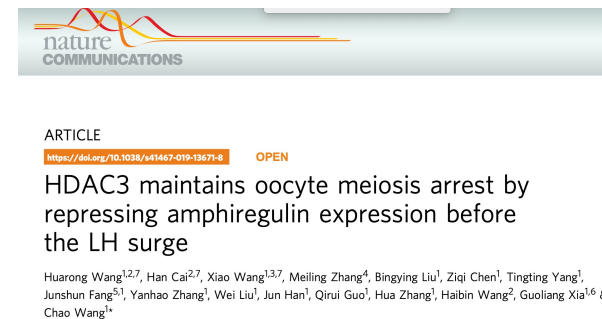 nature
COMMUNICATIONS
ARTICLE
https://doi.org/10.1038/s41467-019-13671-8 OPEN
HDAC3 maintains oocyte meiosis arrest by
repressing amphiregulin expression before
the LH surge
Huarong Wang1,2,7, Han Cai2,7, Xiao Wang1,3,7, Meiling Zhang4, Bingying Liu1, Ziqi Chen1, Tingting Yang1,
Junshun Fang5,1, Yanhao Zhang1, Wei Liu1, Jun Han1, Qirui Guo1, Hua Zhang1, Haibin Wang2, Guoliang Xia1,6 &
Chao Wang1*